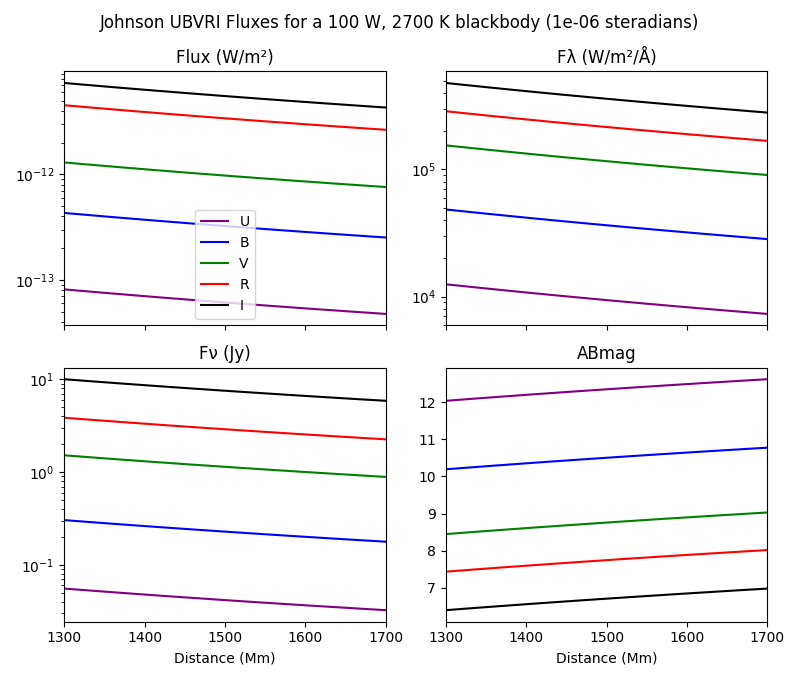 Johnson UBVRI Fluxes for a 100 W, 2700 K blackbody (1e-06 steradians)
Flux (W/m²)
10⁻¹²
10⁻¹³
U
B
V
R
I
Fλ (W/m²/Å)
10⁵
10⁴
Fν (Jy)
10¹
10⁰
10⁻¹
1300 1400 1500 1600 1700
Distance (Mm)
ABmag
12
11
10
9
8
7
1300 1400 1500 1600 1700
Distance (Mm)